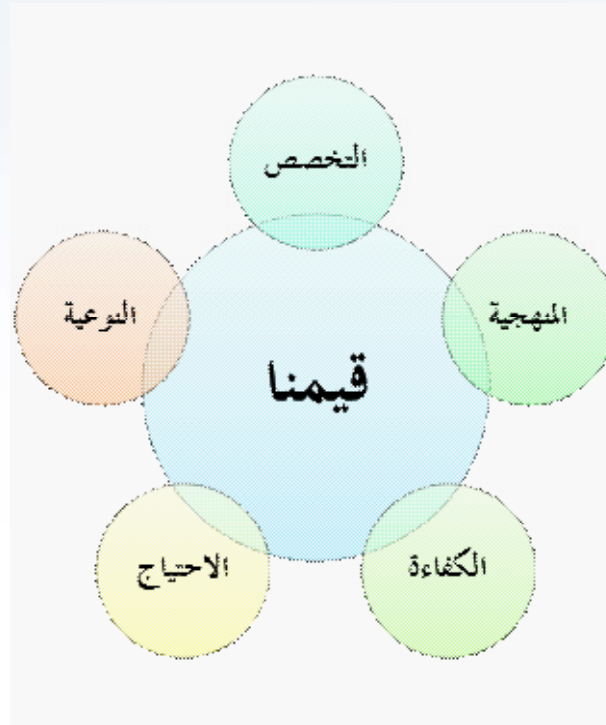 التخصص
المنهجية
النوعية
قيمنا
الكفاءة
الاحتياج